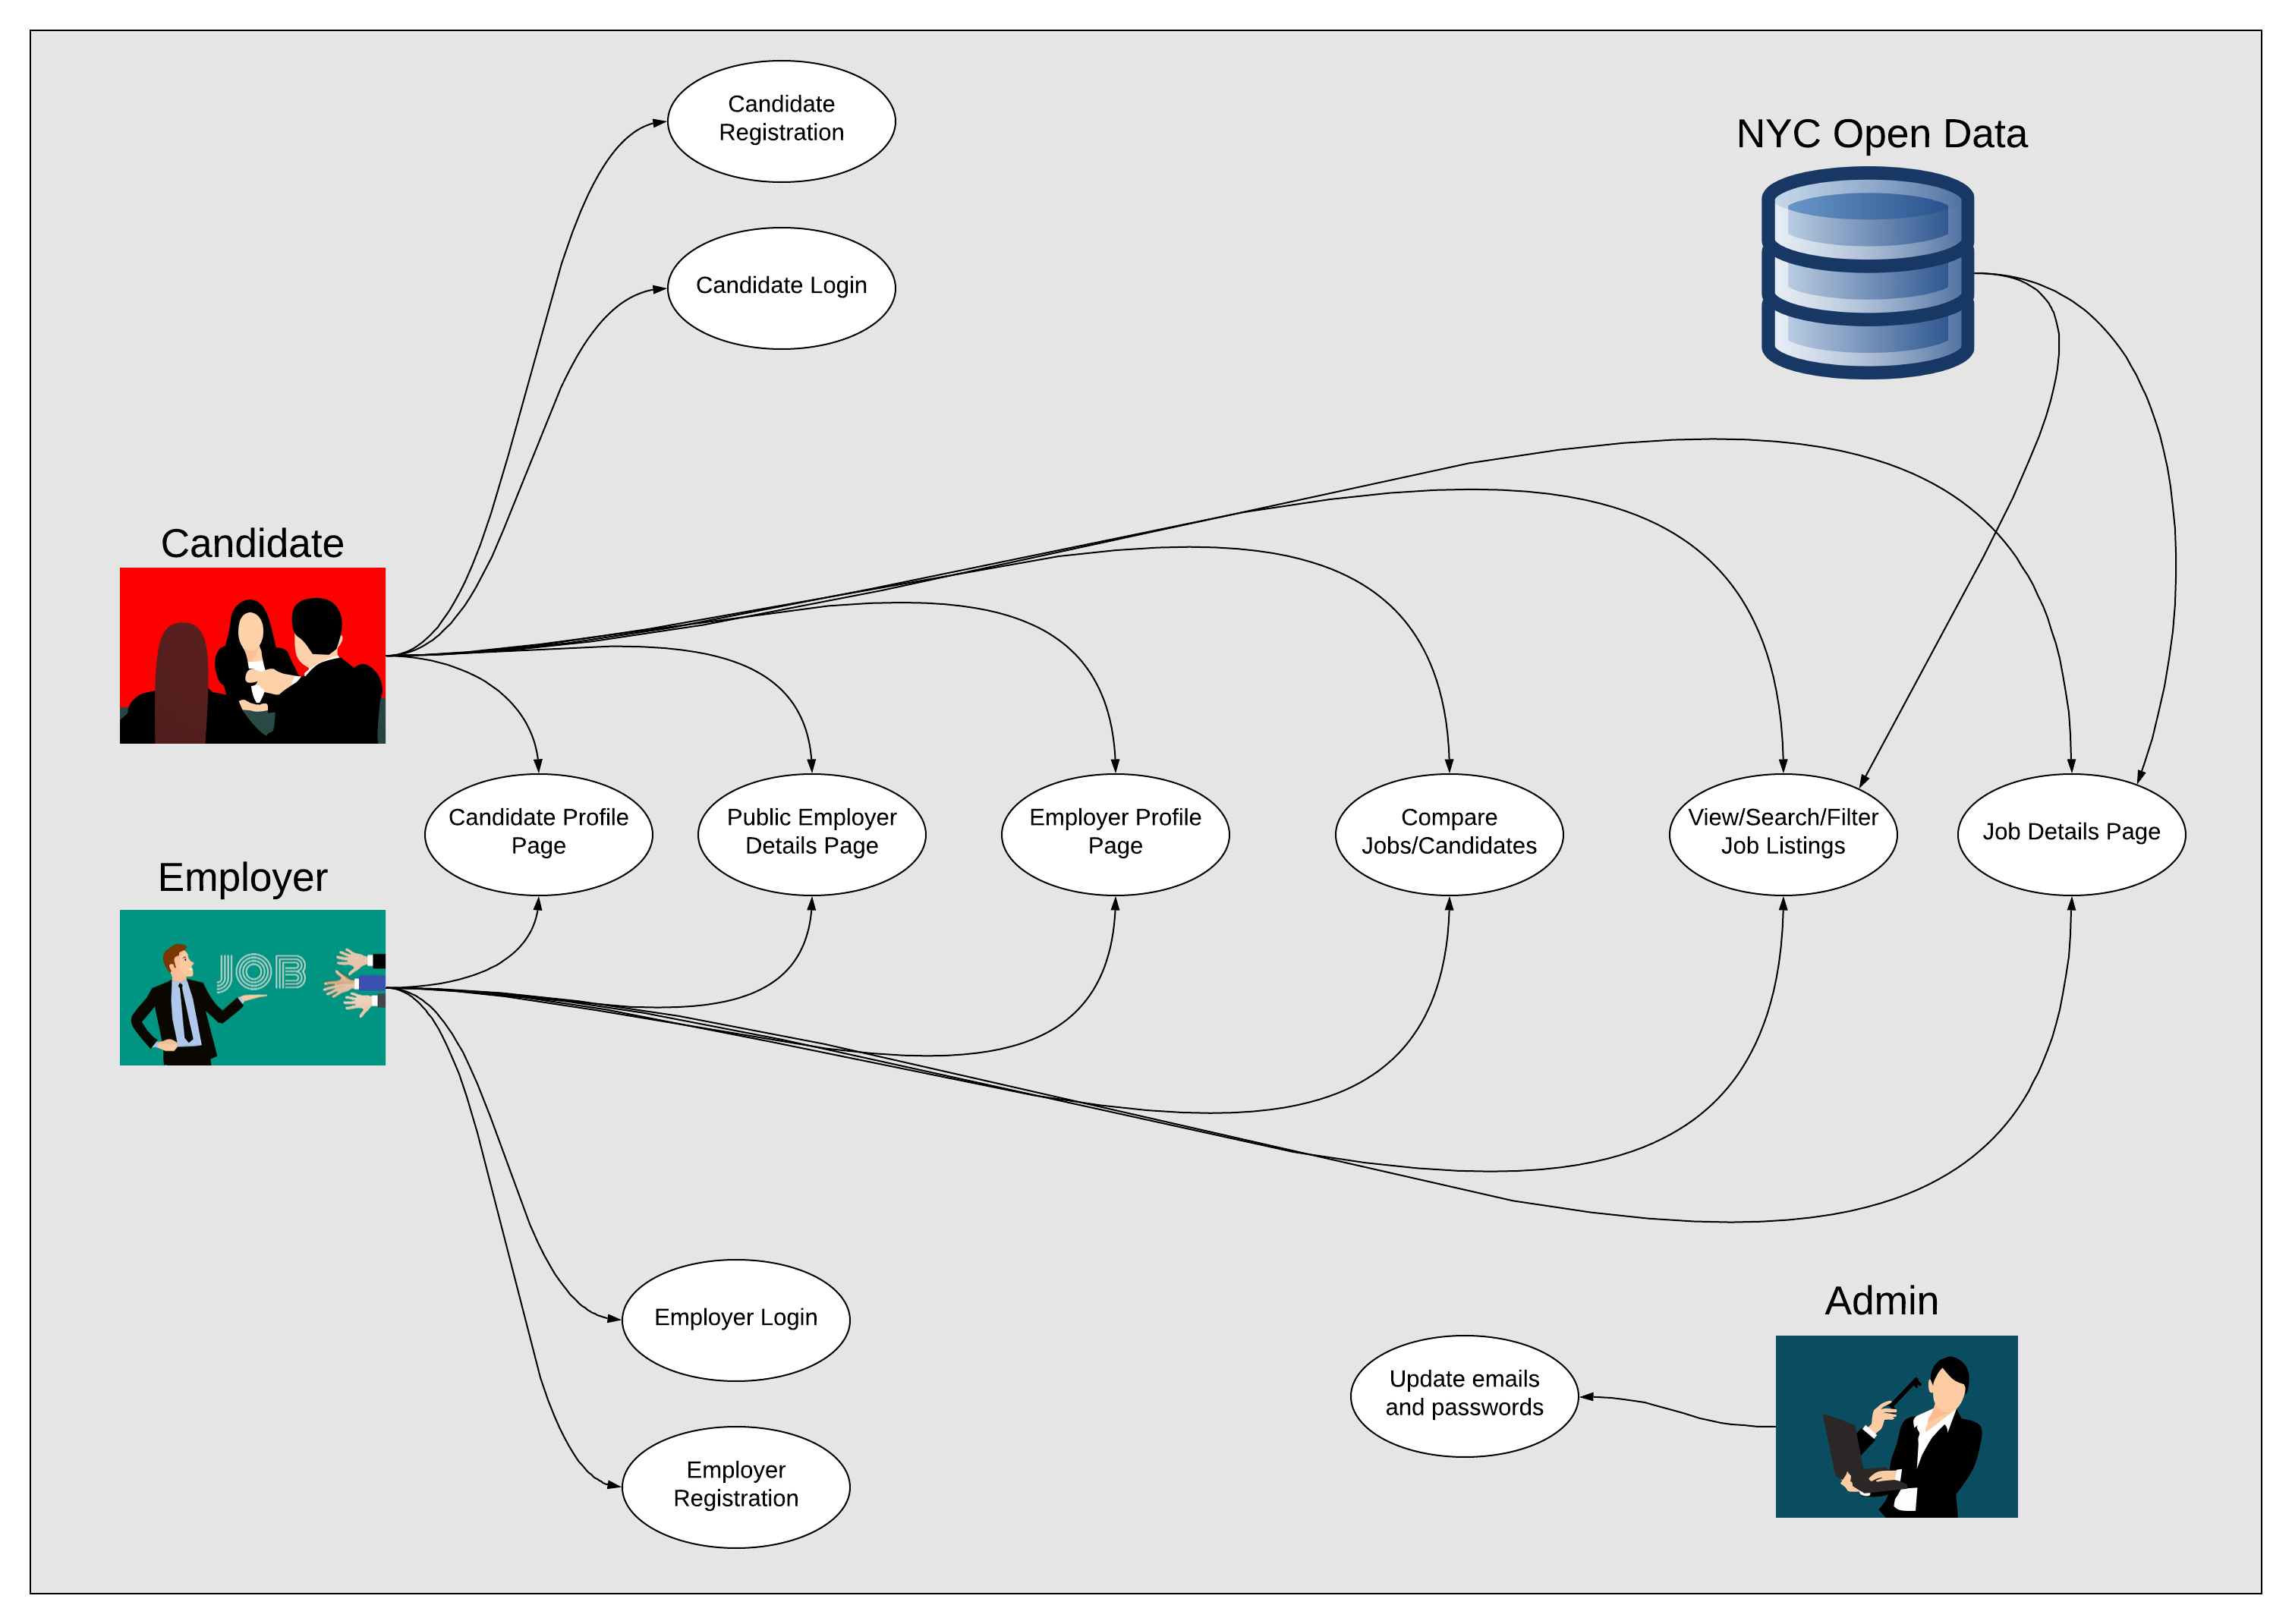 Candidate
Registration
NYC Open Data
Candidate Login
Candidate
Candidate Profile
Page
Public Employer
Details Page
Employer Profile
Page
Compare
Jobs/Candidates
View/Search/Filter
Job Listings
Job Details Page
Employer
JOB
Employer Login
Admin
Update emails
and passwords
Employer
Registration